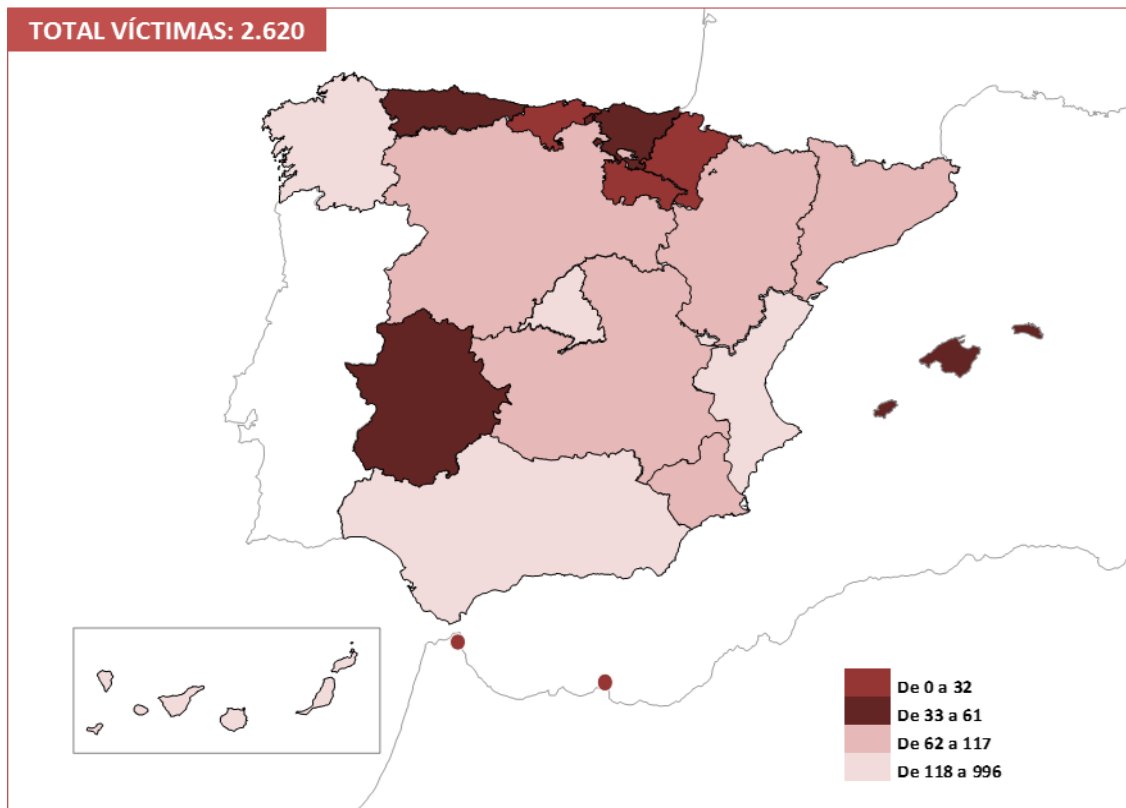 TOTAL VÍCTIMAS: 2.620
De 0 a 32
De 33 a 61
De 62 a 117
De 118 a 996